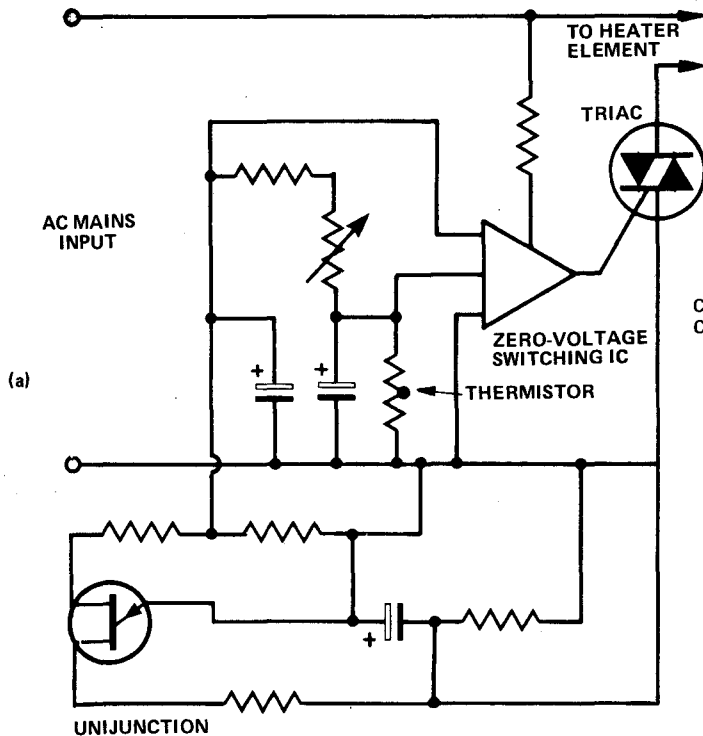 TO HEATER
ELEMENT
TRIAC
AC MAINS
INPUT
C
C
ZERO-VOLTAGE
SWITCHING IC
(a)
+
+
THERMISTOR
+
UNIJUNCTION